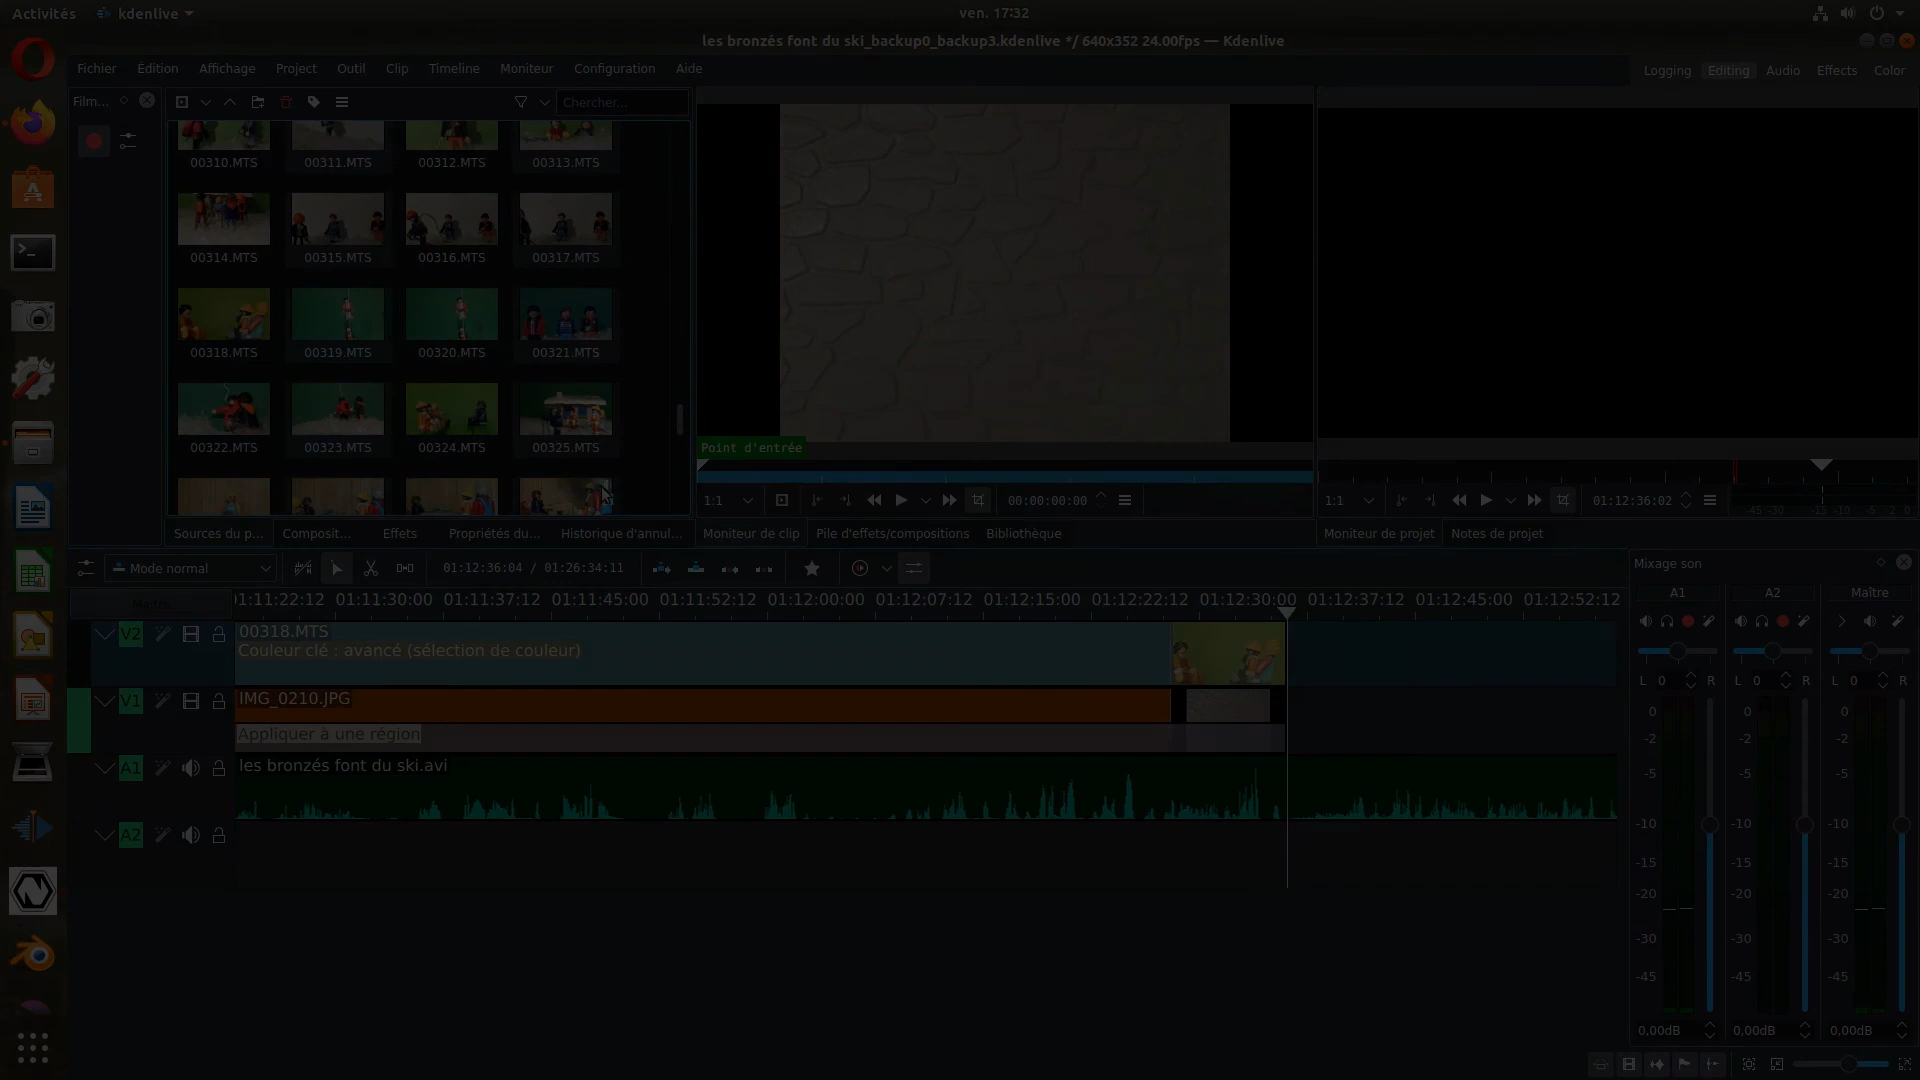 Activités
kdenlive
ven. 17:32
les bronzés font du ski_backup0_backup3.kdenlive */ 640x352 24.00fps — Kdenlive
Fichier Édition Affichage Project Outil Clip Timeline Moniteur Configuration Aide
Logging Editing Audio Effects Color
Film...
Chercher...
00310.MTS 00311.MTS 00312.MTS 00313.MTS
00314.MTS 00315.MTS 00316.MTS 00317.MTS
00318.MTS 00319.MTS 00320.MTS 00321.MTS
00322.MTS 00323.MTS 00324.MTS 00325.MTS
Point d'entrée
1:1 00:00:00:00
1:1 01:12:36:02
-45 -30 -15 -10 -5 -2 0
Sources du p... Composit... Effets Propriétés du... Historique d'annul...
Moniteur de clip Pile d'effets/compositions Bibliothèque
Moniteur de projet Notes de projet
Mode normal
01:12:36:04 / 01:26:34:11
Mixage son
Maître
01:11:22:12 01:11:30:00 01:11:37:12 01:11:45:00 01:11:52:12 01:12:00:00 01:12:07:12 01:12:15:00 01:12:22:12 01:12:30:00 01:12:37:12 01:12:45:00 01:12:52:12
V2
00318.MTS
Couleur clé : avancé (sélection de couleur)
V1
IMG_0210.JPG
Appliquer à une région
A1
les bronzés font du ski.avi
A2
A1 A2 Maître
L 0 R L 0 R L 0 R
0 0 0
-2 -2 -2
-5 -5 -5
-10 -10 -10
-15 -15 -15
-20 -20 -20
-30 -30 -30
-45 -45 -45
0,00dB 0,00dB 0,00dB